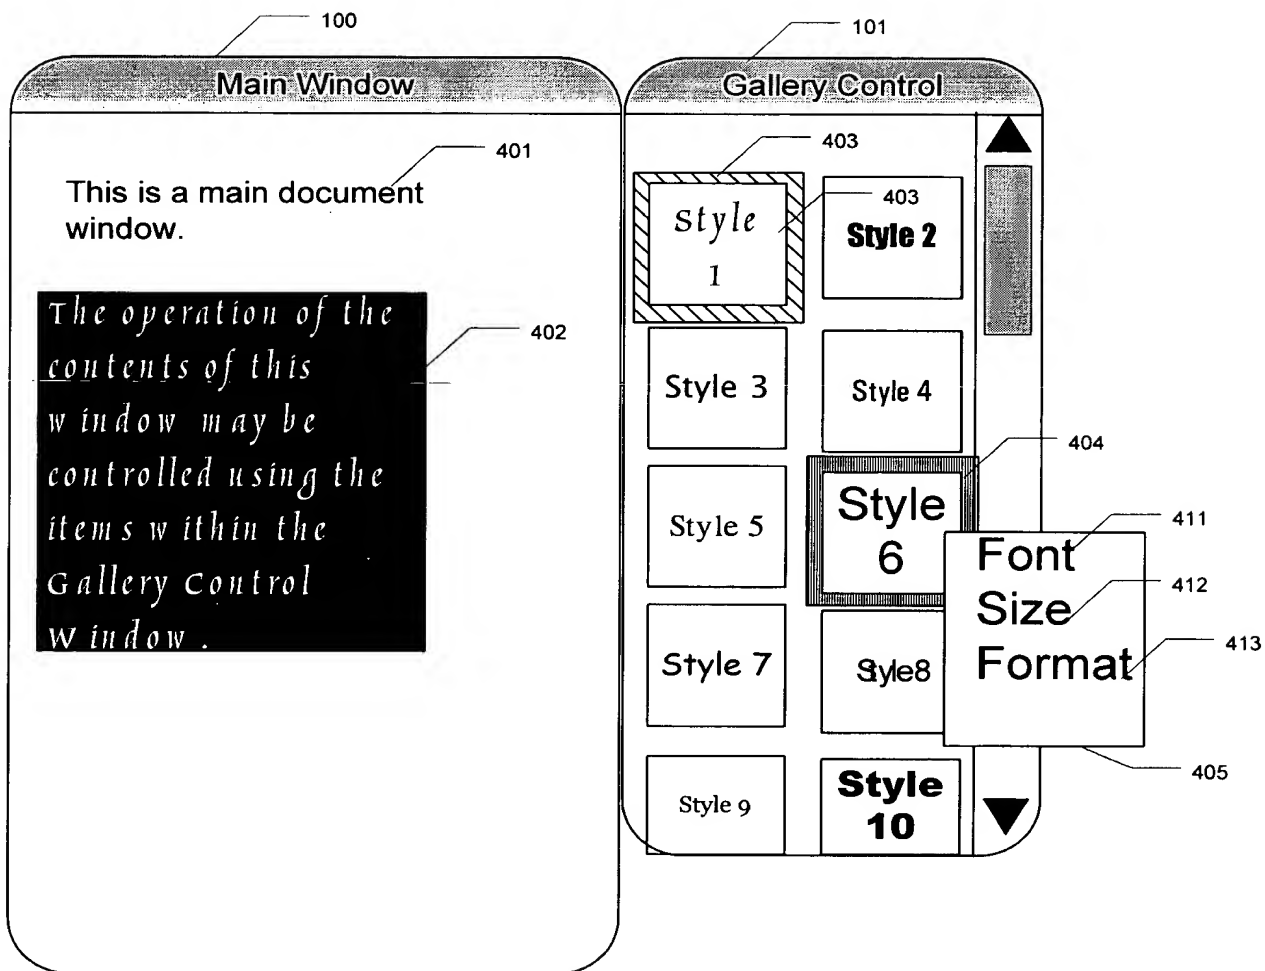 100
101
Main Window
Gallery Control
401
This is a main document
window.
402
The operation of the
contents of this
window may be
controlled using the
items within the
Gallery Control
Window.
403
403
Style
1
Style 2
Style 3
Style 4
404
Style 5
Style
6
411
Font
412
Size
413
Format
Style 7
Style8
405
Style 9
Style
10